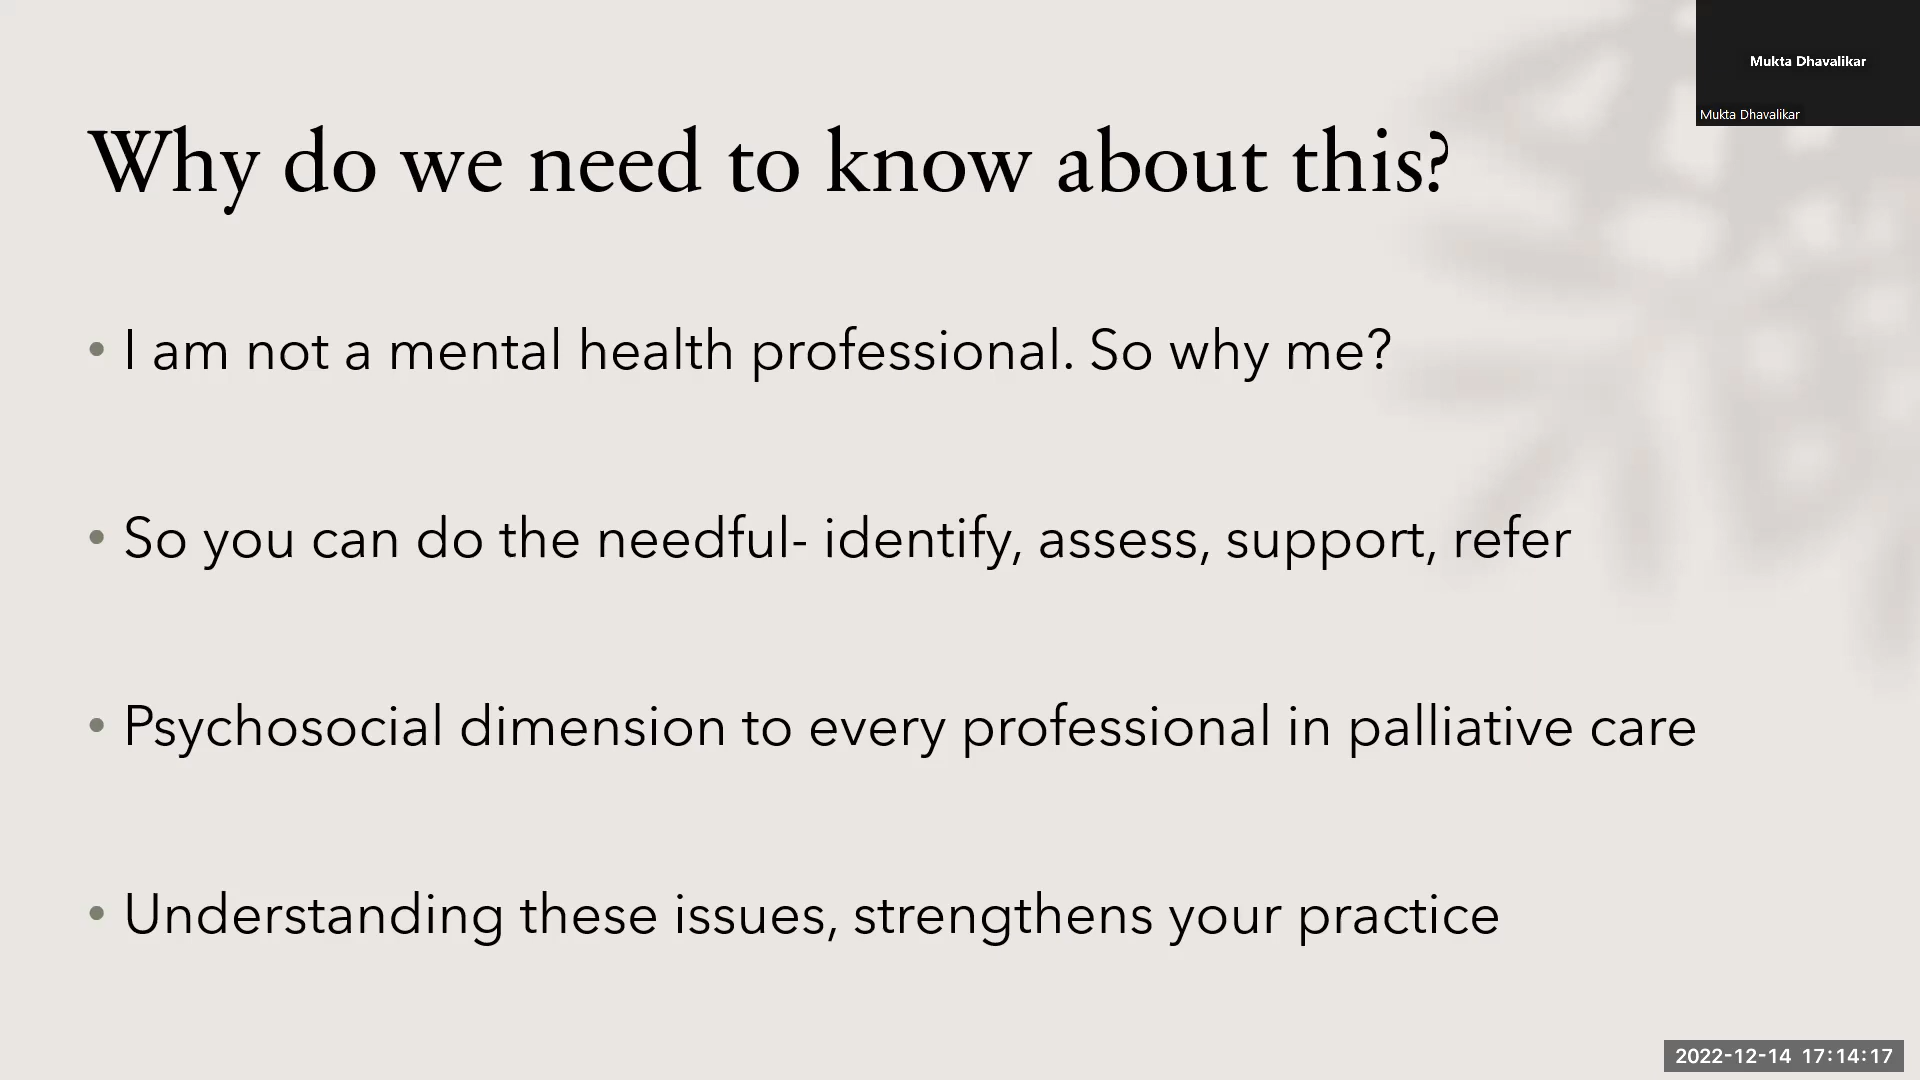 Mukta Dhavalikar
Mukta Dhavalikar
Why do we need to know about this?
• I am not a mental health professional. So why me?
• So you can do the needful- identify, assess, support, refer
• Psychosocial dimension to every professional in palliative care
• Understanding these issues, strengthens your practice
2022-12-14 17:14:17